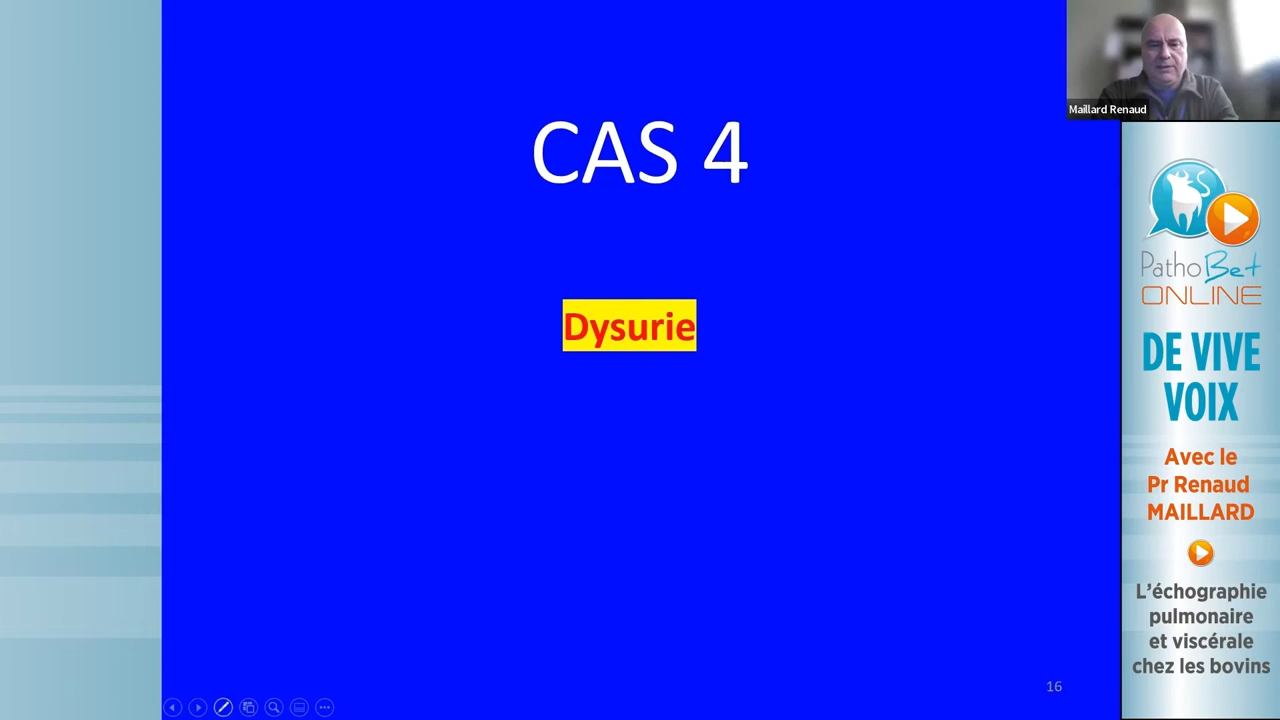 CAS 4
Dysurie
16
Maillard Renaud
Patho Bet
ONLINE
DE VIVE
VOIX
Avec le
Pr Renaud
MAILLARD
L'échographie
pulmonaire
et viscérale
chez les bovins